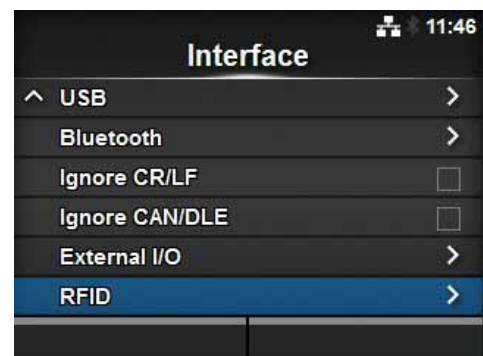 11:46
Interface
USB
Bluetooth
Ignore CR/LF
Ignore CAN/DLE
External I/O
RFID